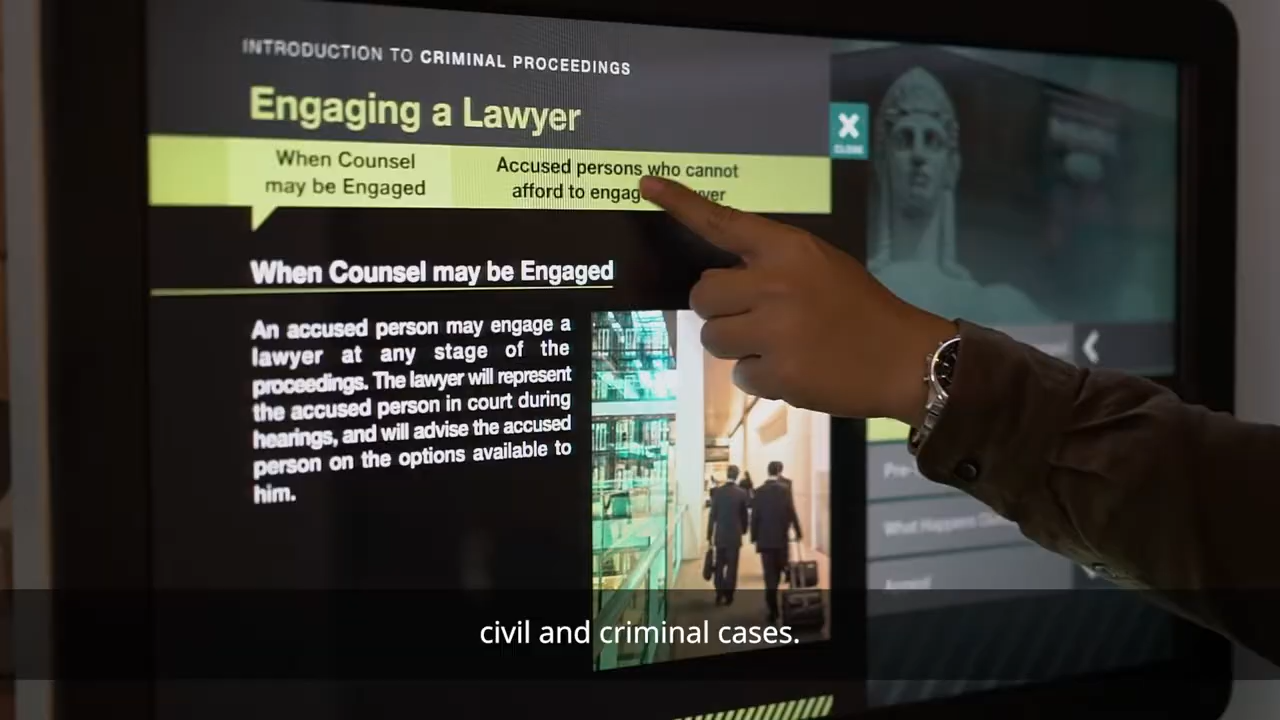 INTRODUCTION TO CRIMINAL PROCEEDINGS
Engaging a Lawyer
When Counsel
may be Engaged
Accused persons who cannot
afford to
CLOSE
When Counsel may be Engaged
An accused person may engage a
lawyer at any stage of the
proceedings. The lawyer will represent
the accused person in court during
hearings, and will advise the accused
person on the options available to
him.
What Happens
civil and criminal cases.